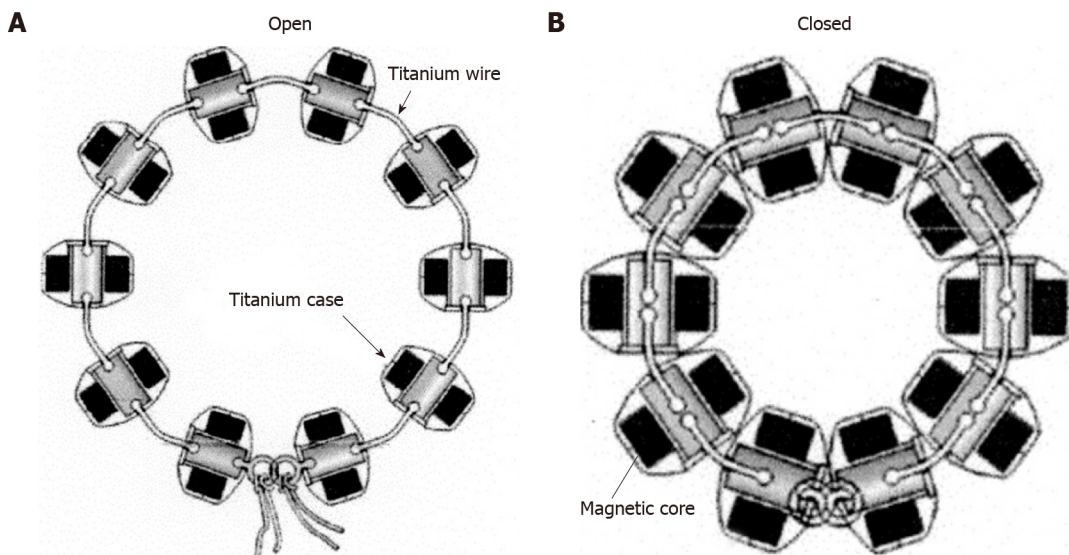 A
Open
Titanium wire
Titanium case
B
Closed
Magnetic core